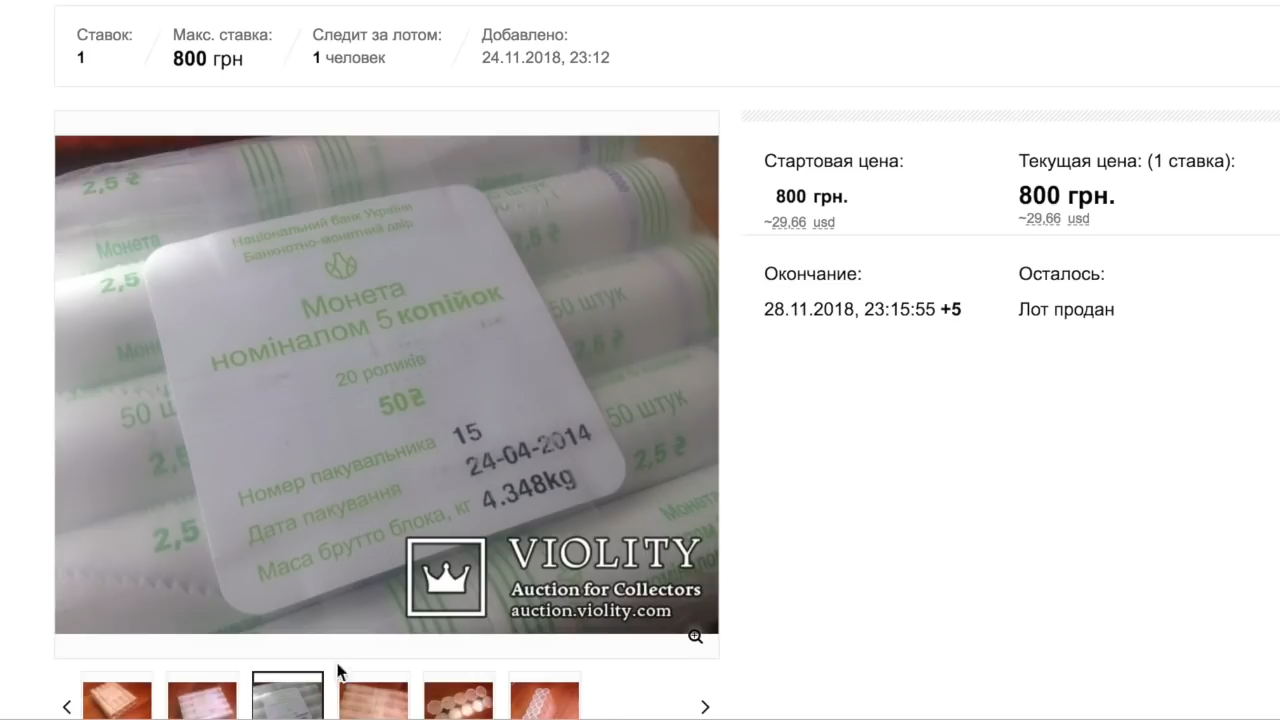 Ставок:
1
Макс. ставка:
800 грн
Следит за лотом:
1 человек
Добавлено:
24.11.2018, 23:12
Стартовая цена:
800 грн.
~29,66 usd
Текущая цена: (1 ставка):
800 грн.
~29,66 usd
Окончание:
28.11.2018, 23:15:55 +5
Осталось:
Лот продан
2,5 ₴
Монета
2,5
50
2,5
2,5
Національний банк України
Банкнотно-монетний двір
Монета
номіналом 5 копійок
20 роликів
50₴
Номер пакувальника 15
Дата пакування 24-04-2014
Маса брутто блока, кг 4.348kg
50 штук
50 штук
2,5 ₴
Монета
VIOLITY
Auction for Collectors
auction.violity.com